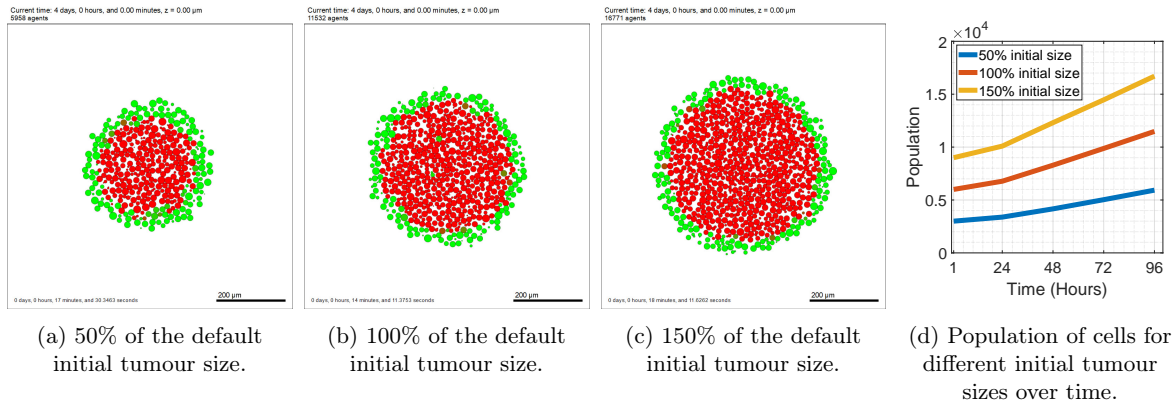 Current time: 4 days, 0 hours, and 0.00 minutes, z = 0.00 µm
5958 agents
200 µm
0 days, 0 hours, 17 minutes, and 30.3463 seconds
(a) 50% of the default
initial tumour size.
Current time: 4 days, 0 hours, and 0.00 minutes, z = 0.00 µm
11532 agents
200 µm
0 days, 0 hours, 14 minutes, and 11.3753 seconds
(b) 100% of the default
initial tumour size.
Current time: 4 days, 0 hours, and 0.00 minutes, z = 0.00 µm
16771 agents
200 µm
0 days, 0 hours, 18 minutes, and 11.6262 seconds
(c) 150% of the default
initial tumour size.
×10⁴
2
1.5
1
0.5
0
Population
50% initial size
100% initial size
150% initial size
1 24 48 72 96
Time (Hours)
(d) Population of cells for
different initial tumour
sizes over time.